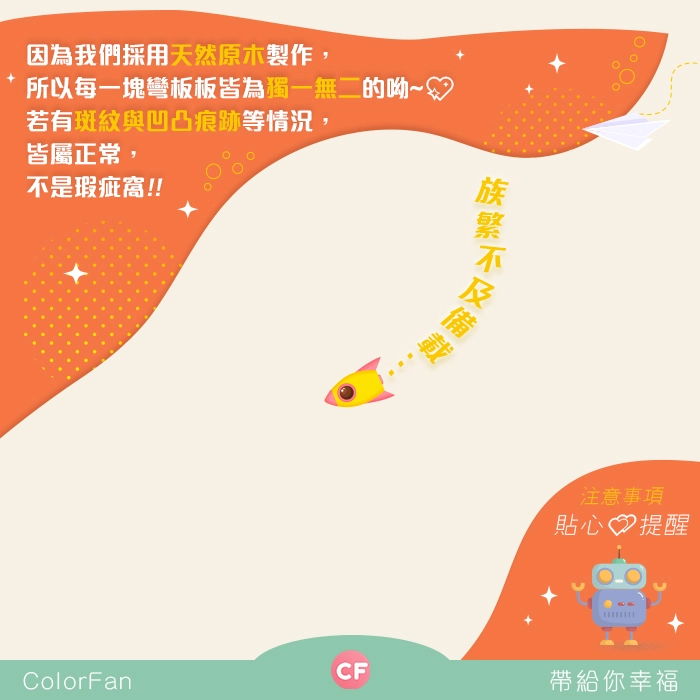 因為我們採用天然原木製作，
所以每一塊彎板板皆為獨一無二的呦~
若有斑紋與凹凸痕跡等情況，
皆屬正常，
不是瑕疵窩!!
族繁不及備載...
注意事項
貼心提醒
ColorFan
CF
帶給你幸福